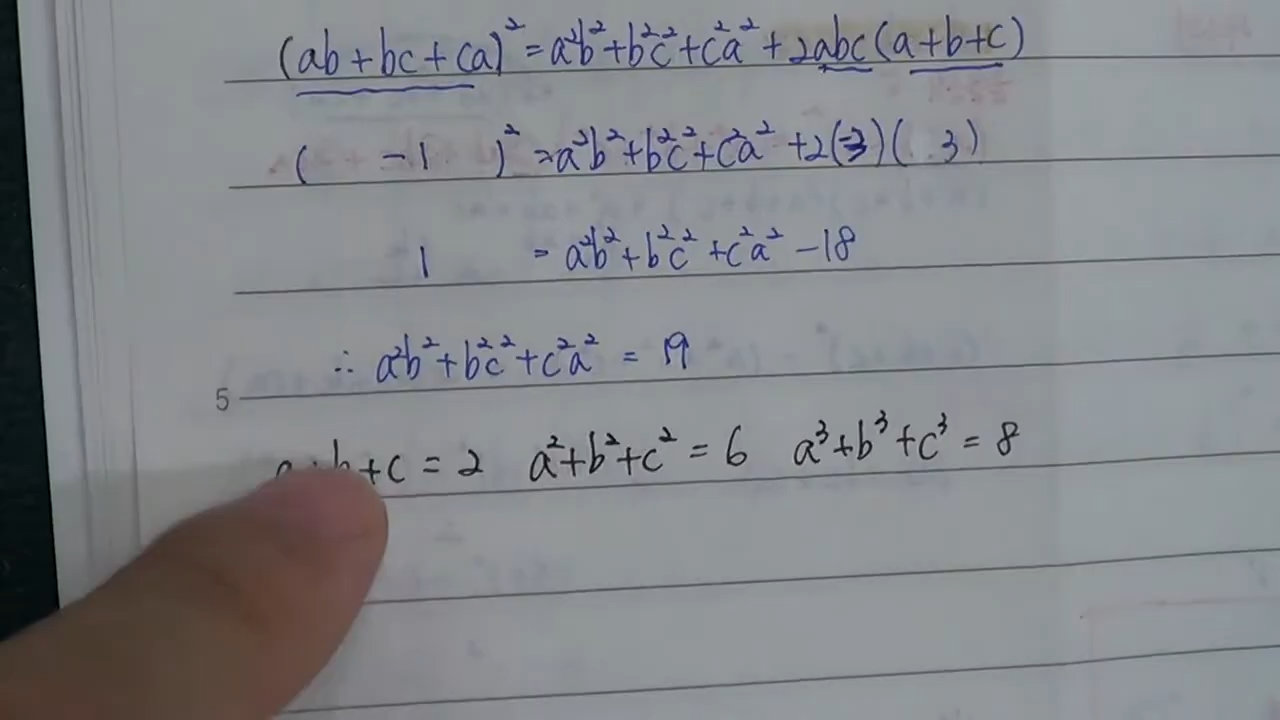 (ab+bc+ca)² = a²b²+b²c²+c²a²+2abc(a+b+c)
( -1 )² = a²b²+b²c²+c²a²+2(-3)( 3)
1 = a²b²+b²c²+c²a²-18
∴ a²b²+b²c²+c²a² = 19
5
a+b+c = 2 a²+b²+c² = 6 a³+b³+c³ = 8